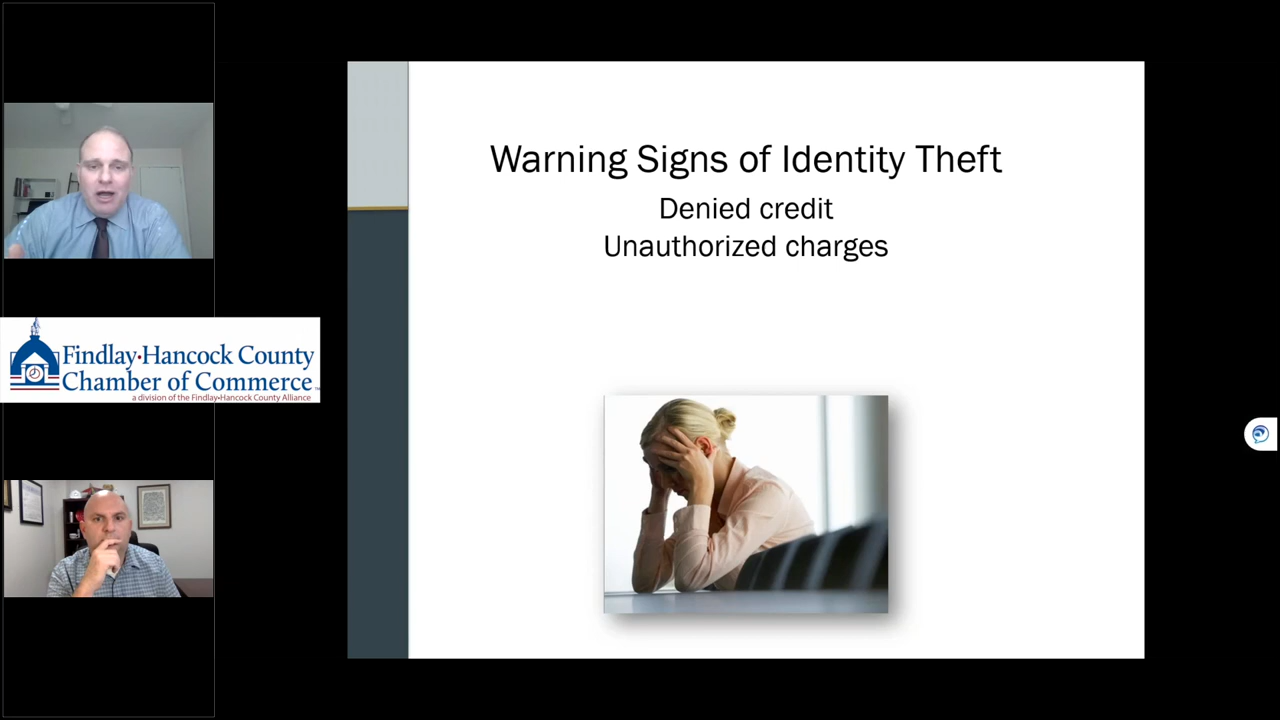 Warning Signs of Identity Theft
Denied credit
Unauthorized charges
Findlay•Hancock County
Chamber of Commerce™
a division of the Findlay•Hancock County Alliance